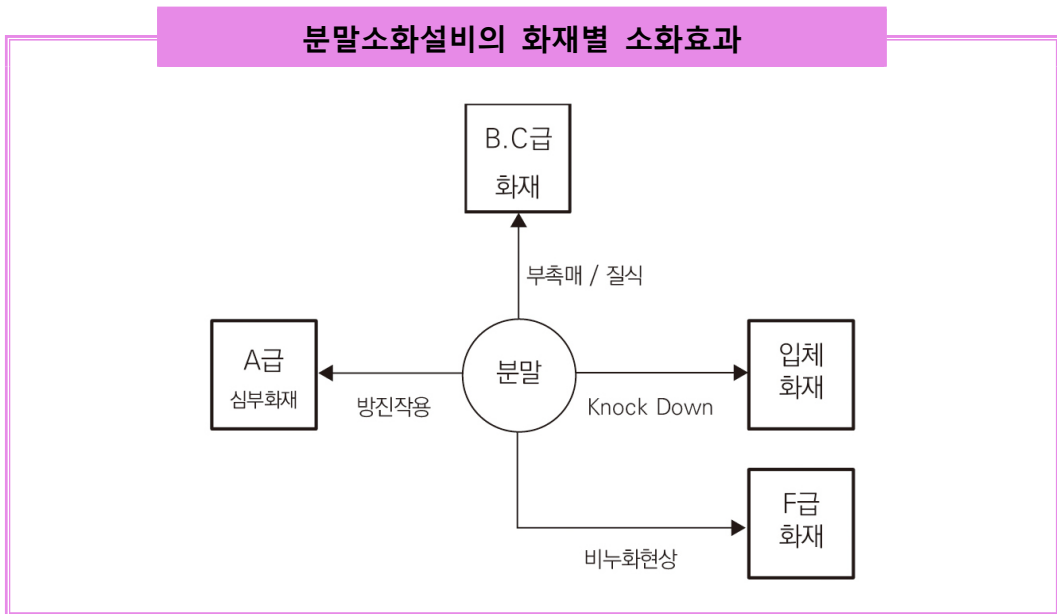 분말소화설비의 화재별 소화효과
B.C급
화재
부촉매 / 질식
A급
심부화재
방진작용
분말
Knock Down
입체
화재
F급
화재
비누화현상